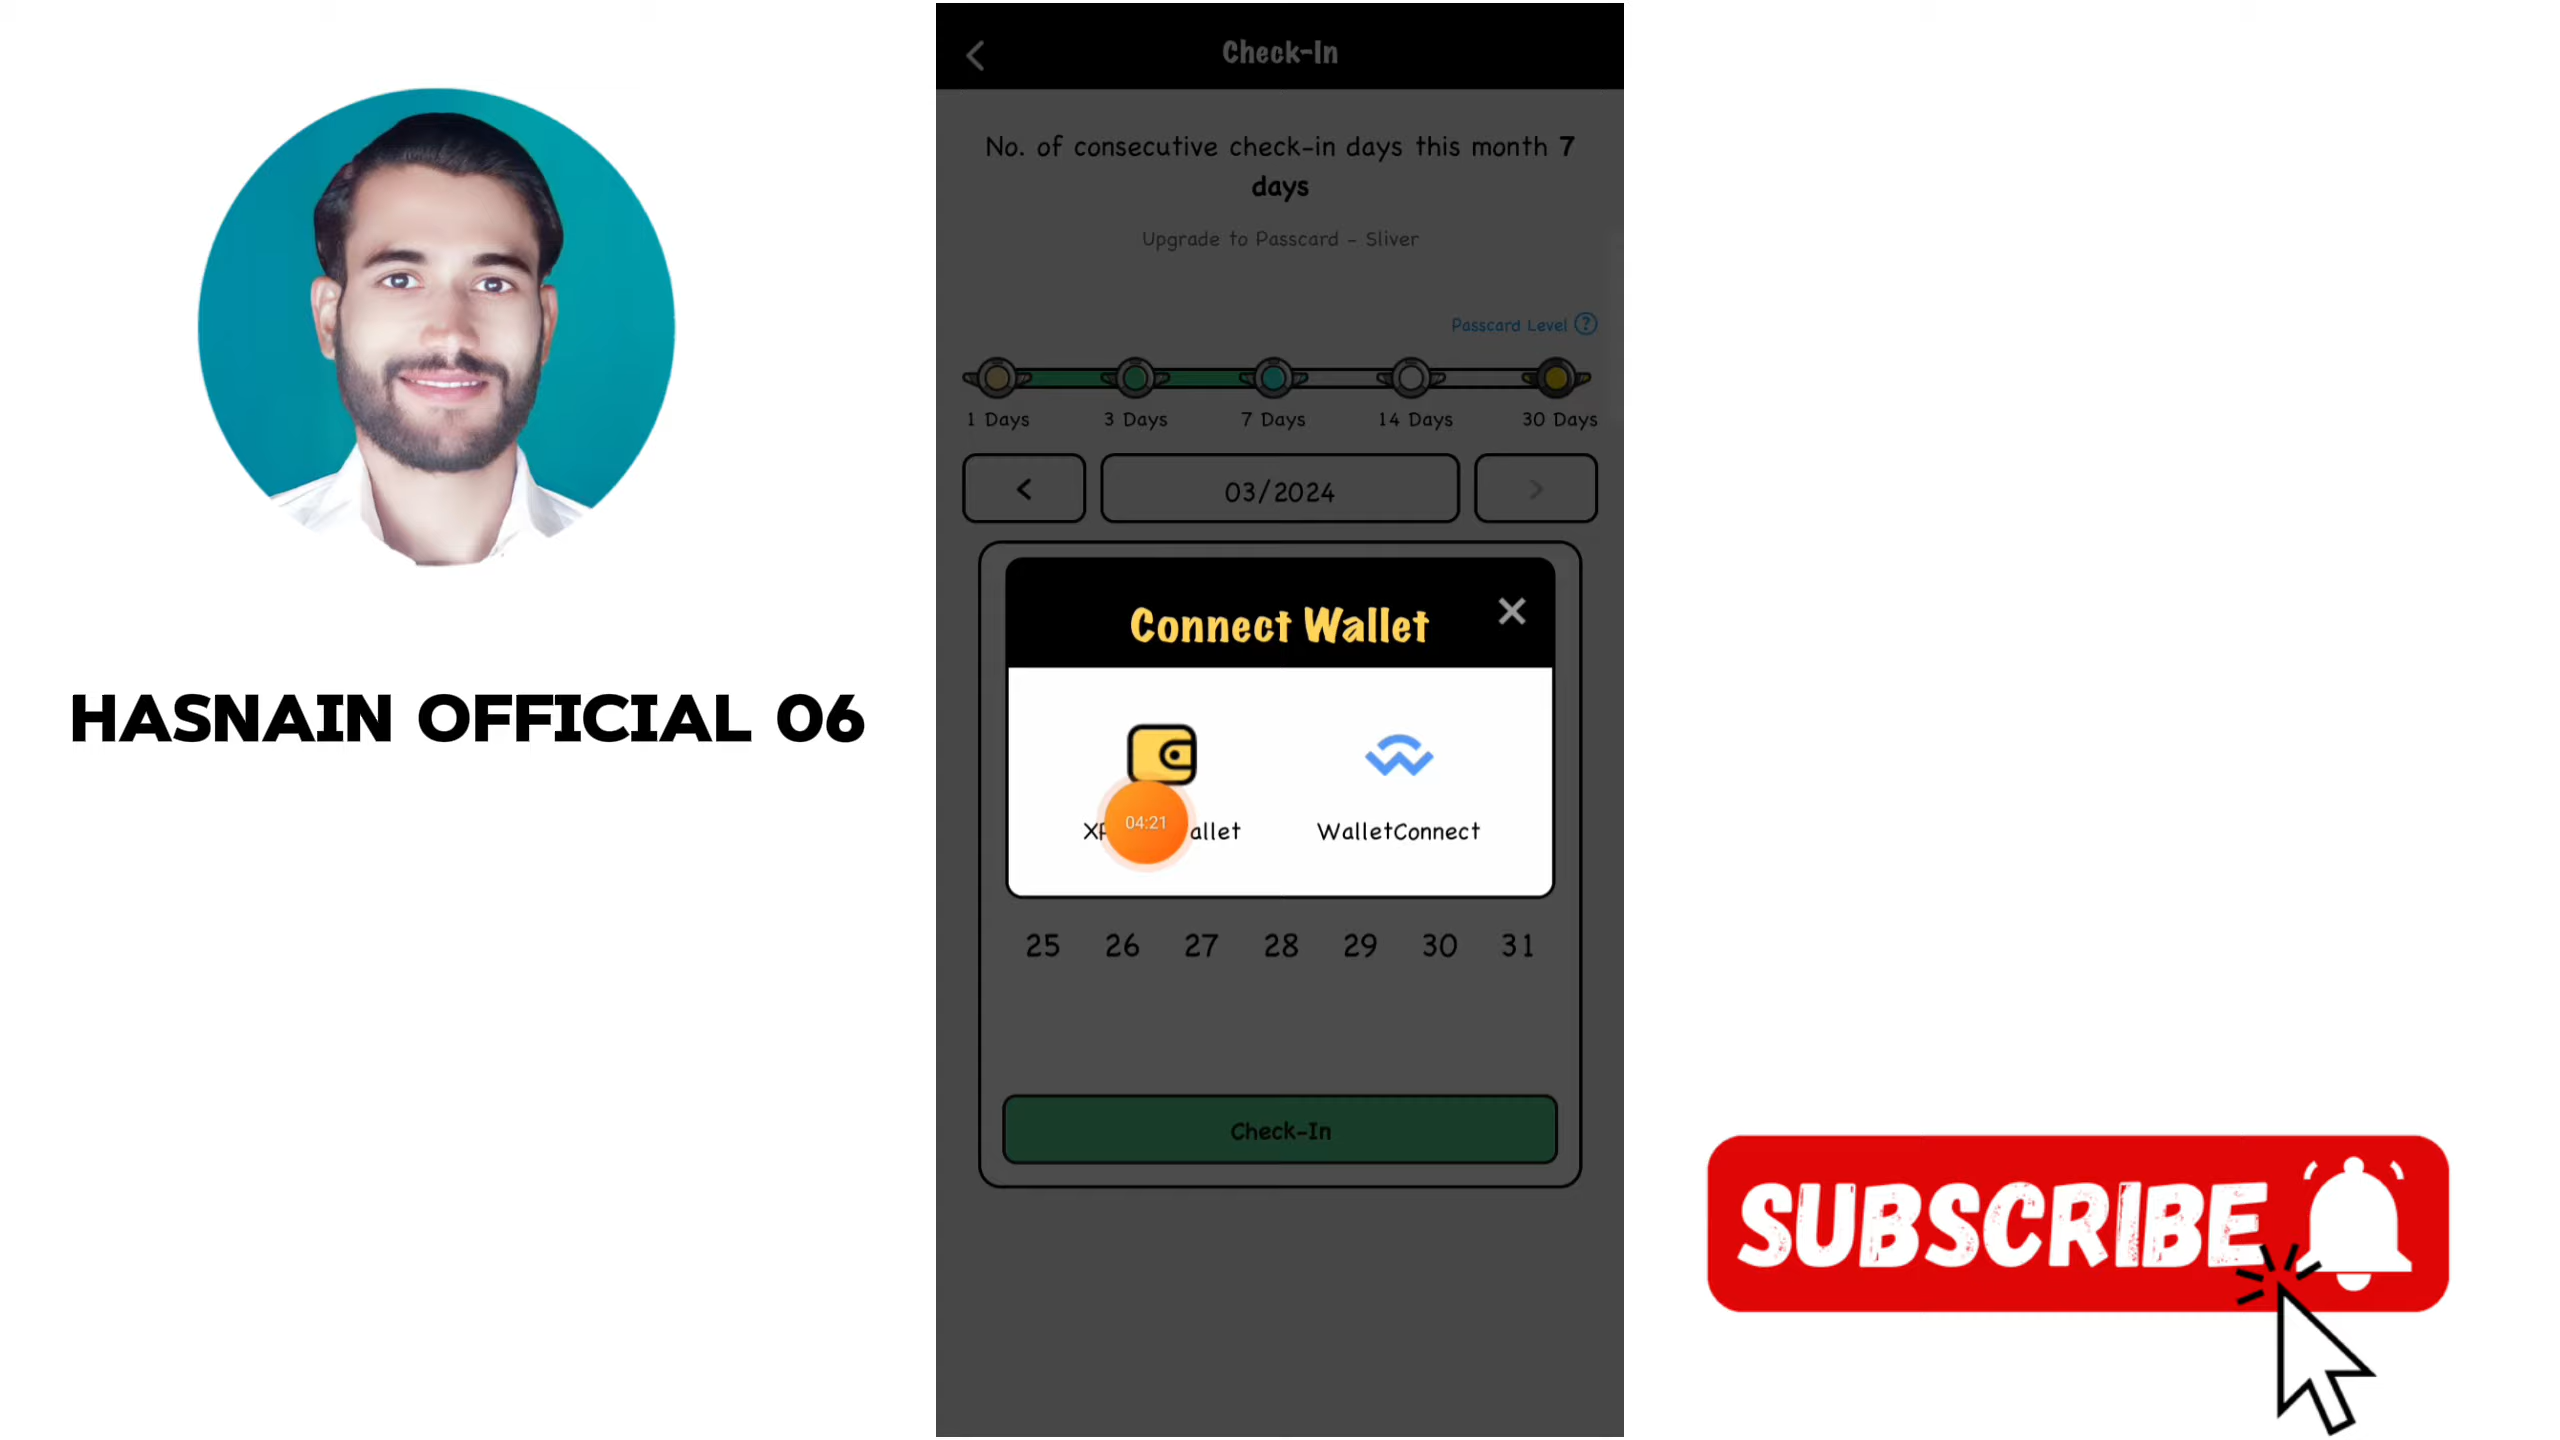 Check-In
No. of consecutive check-in days this month 7
days
Upgrade to Passcard - Sliver
Passcard Level ?
1 Days 3 Days 7 Days 14 Days 30 Days
03/2024
Connect Wallet
HASNAIN OFFICIAL 06
04:21
allet WalletConnect
25 26 27 28 29 30 31
Check-In
SUBSCRIBE